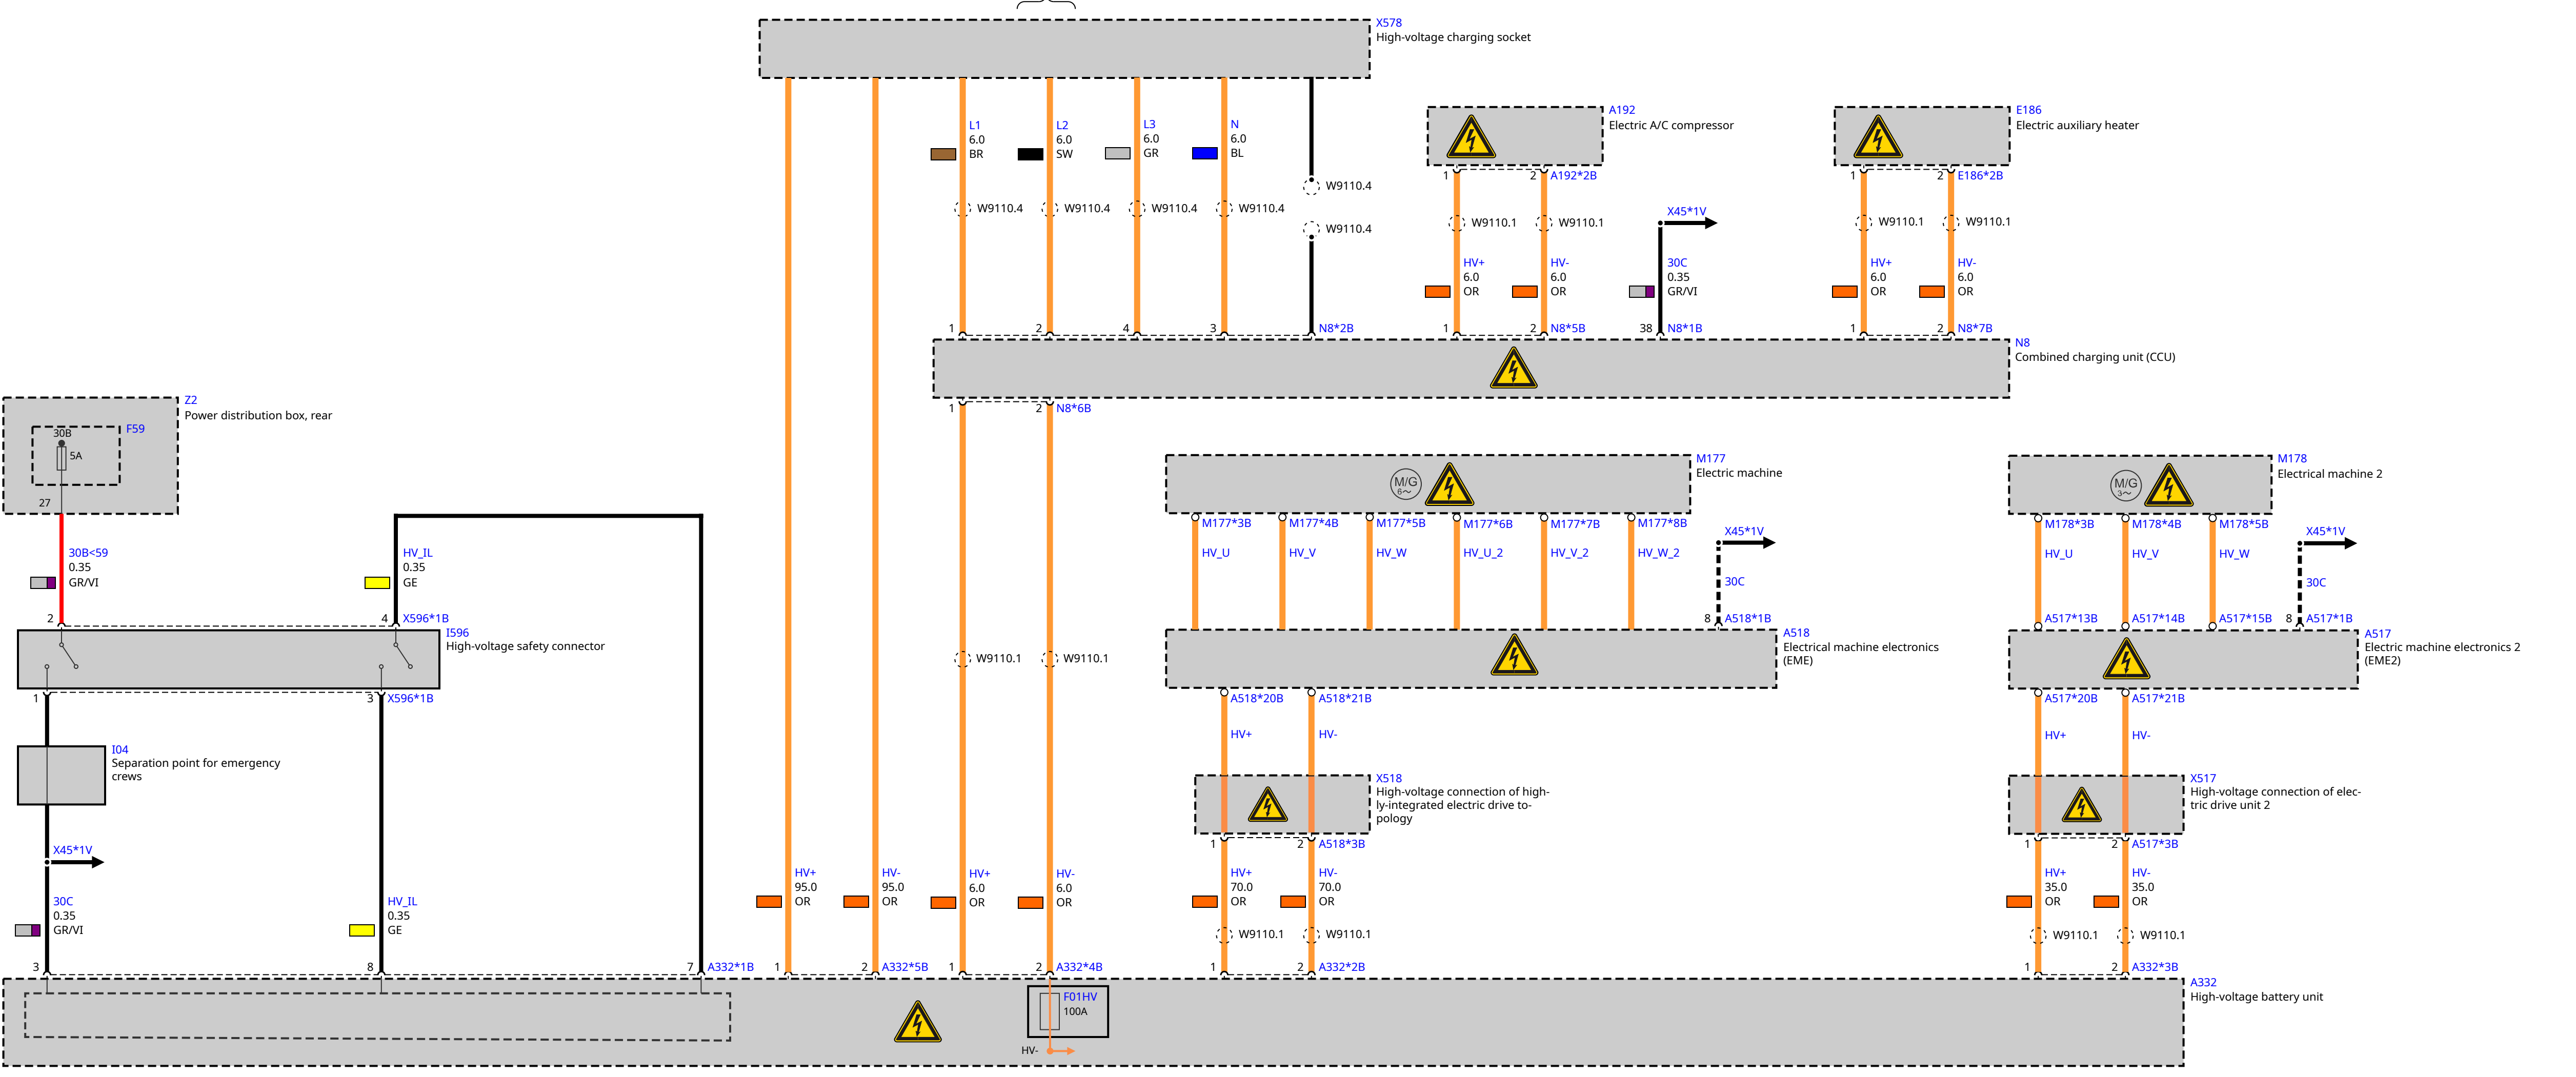 X578
High-voltage charging socket
L1
6.0
BR
L2
6.0
SW
L3
6.0
GR
N
6.0
BL
W9110.4
W9110.4
W9110.4
W9110.4
W9110.4
W9110.4
A192
Electric A/C compressor
1
2
A192*2B
W9110.1
W9110.1
HV+
6.0
OR
HV-
6.0
OR
X45*1V
30C
0.35
GR/VI
E186
Electric auxiliary heater
1
2
E186*2B
W9110.1
W9110.1
HV+
6.0
OR
HV-
6.0
OR
1
2
4
3
N8*2B
1
2
N8*5B
38
N8*1B
1
2
N8*7B
N8
Combined charging unit (CCU)
1
2
N8*6B
Z2
Power distribution box, rear
F59
30B
5A
27
30B<59
0.35
GR/VI
HV_IL
0.35
GE
2
4
X596*1B
I596
High-voltage safety connector
1
3
X596*1B
I04
Separation point for emergency
crews
X45*1V
30C
0.35
GR/VI
HV_IL
0.35
GE
W9110.1
W9110.1
M177
Electric machine
M/G
6~
M177*3B
M177*4B
M177*5B
M177*6B
M177*7B
M177*8B
HV_U
HV_V
HV_W
HV_U_2
HV_V_2
HV_W_2
X45*1V
30C
8
A518*1B
A518
Electrical machine electronics
(EME)
A518*20B
A518*21B
HV+
HV-
X518
High-voltage connection of high-
ly-integrated electric drive to-
pology
1
2
A518*3B
M178
Electrical machine 2
M/G
3~
M178*3B
M178*4B
M178*5B
HV_U
HV_V
HV_W
X45*1V
30C
A517*13B
A517*14B
A517*15B
8
A517*1B
A517
Electric machine electronics 2
(EME2)
A517*20B
A517*21B
HV+
HV-
X517
High-voltage connection of elec-
tric drive unit 2
1
2
A517*3B
HV+
95.0
OR
HV-
95.0
OR
HV+
6.0
OR
HV-
6.0
OR
HV+
70.0
OR
HV-
70.0
OR
W9110.1
W9110.1
HV+
35.0
OR
HV-
35.0
OR
W9110.1
W9110.1
3
8
7
A332*1B
1
2
A332*5B
1
2
A332*4B
1
2
A332*2B
1
2
A332*3B
A332
High-voltage battery unit
F01HV
100A
HV-